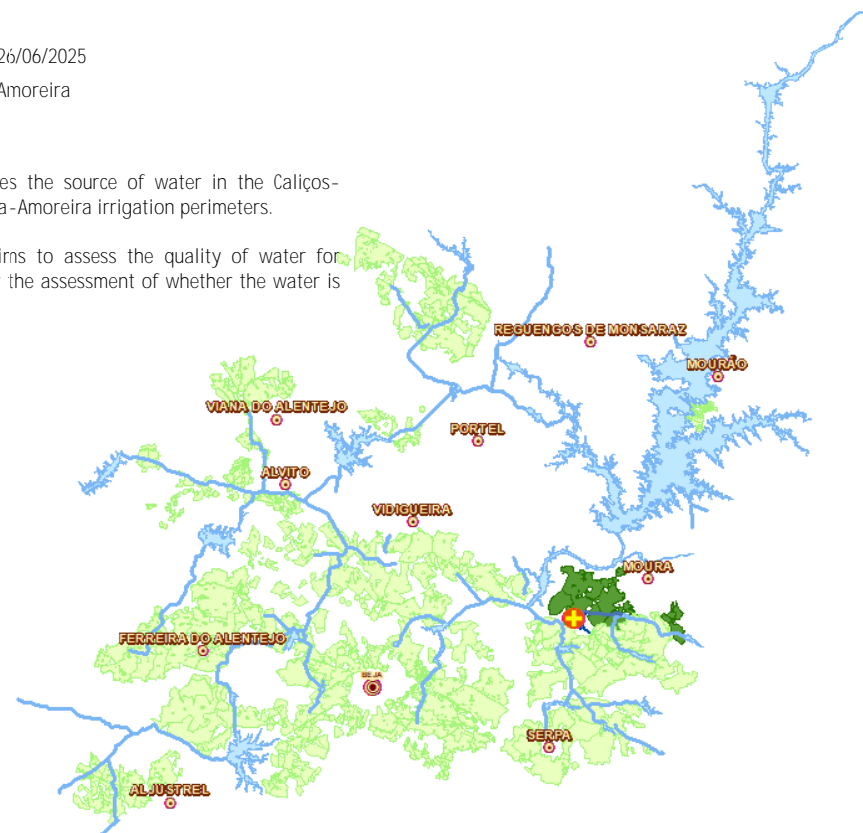 26/06/2025
Amoreira
es the source of water in the Caliços-
a-Amoreira irrigation perimeters.
ims to assess the quality of water for
the assessment of whether the water is
REGUENGOS DE MONSARAZ
MOURÃO
VIANA DO ALENTEJO
PORTEL
ALVITO
VIDIGUEIRA
MOURA
FERREIRA DO ALENTEJO
BEJA
SERPA
ALJUSTREL